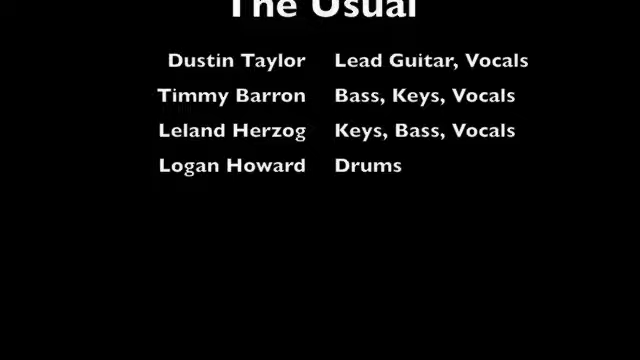 The Usual
Dustin Taylor Lead Guitar, Vocals
Timmy Barron Bass, Keys, Vocals
Leland Herzog Keys, Bass, Vocals
Logan Howard Drums